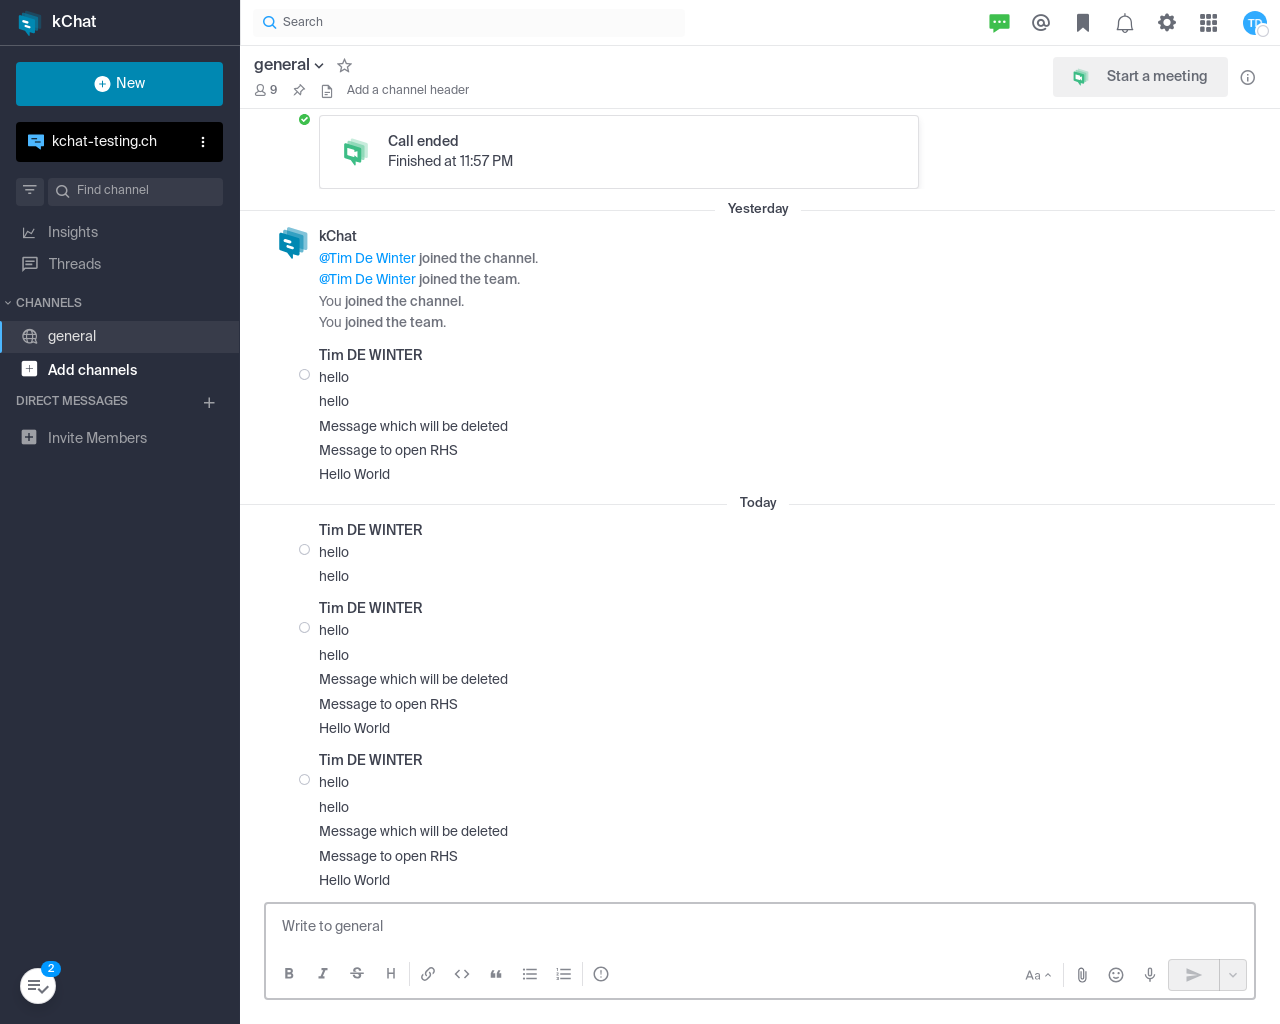 kChat
Search
TD
New
kchat-testing.ch
Find channel
Insights
Threads
CHANNELS
general
Add channels
DIRECT MESSAGES
Invite Members
2
general
9
Add a channel header
Start a meeting
Call ended
Finished at 11:57 PM
Yesterday
kChat
@Tim De Winter joined the channel.
@Tim De Winter joined the team.
You joined the channel.
You joined the team.
Tim DE WINTER
hello
hello
Message which will be deleted
Message to open RHS
Hello World
Today
Tim DE WINTER
hello
hello
Tim DE WINTER
hello
hello
Message which will be deleted
Message to open RHS
Hello World
Tim DE WINTER
hello
hello
Message which will be deleted
Message to open RHS
Hello World
Write to general
B I S H Aa